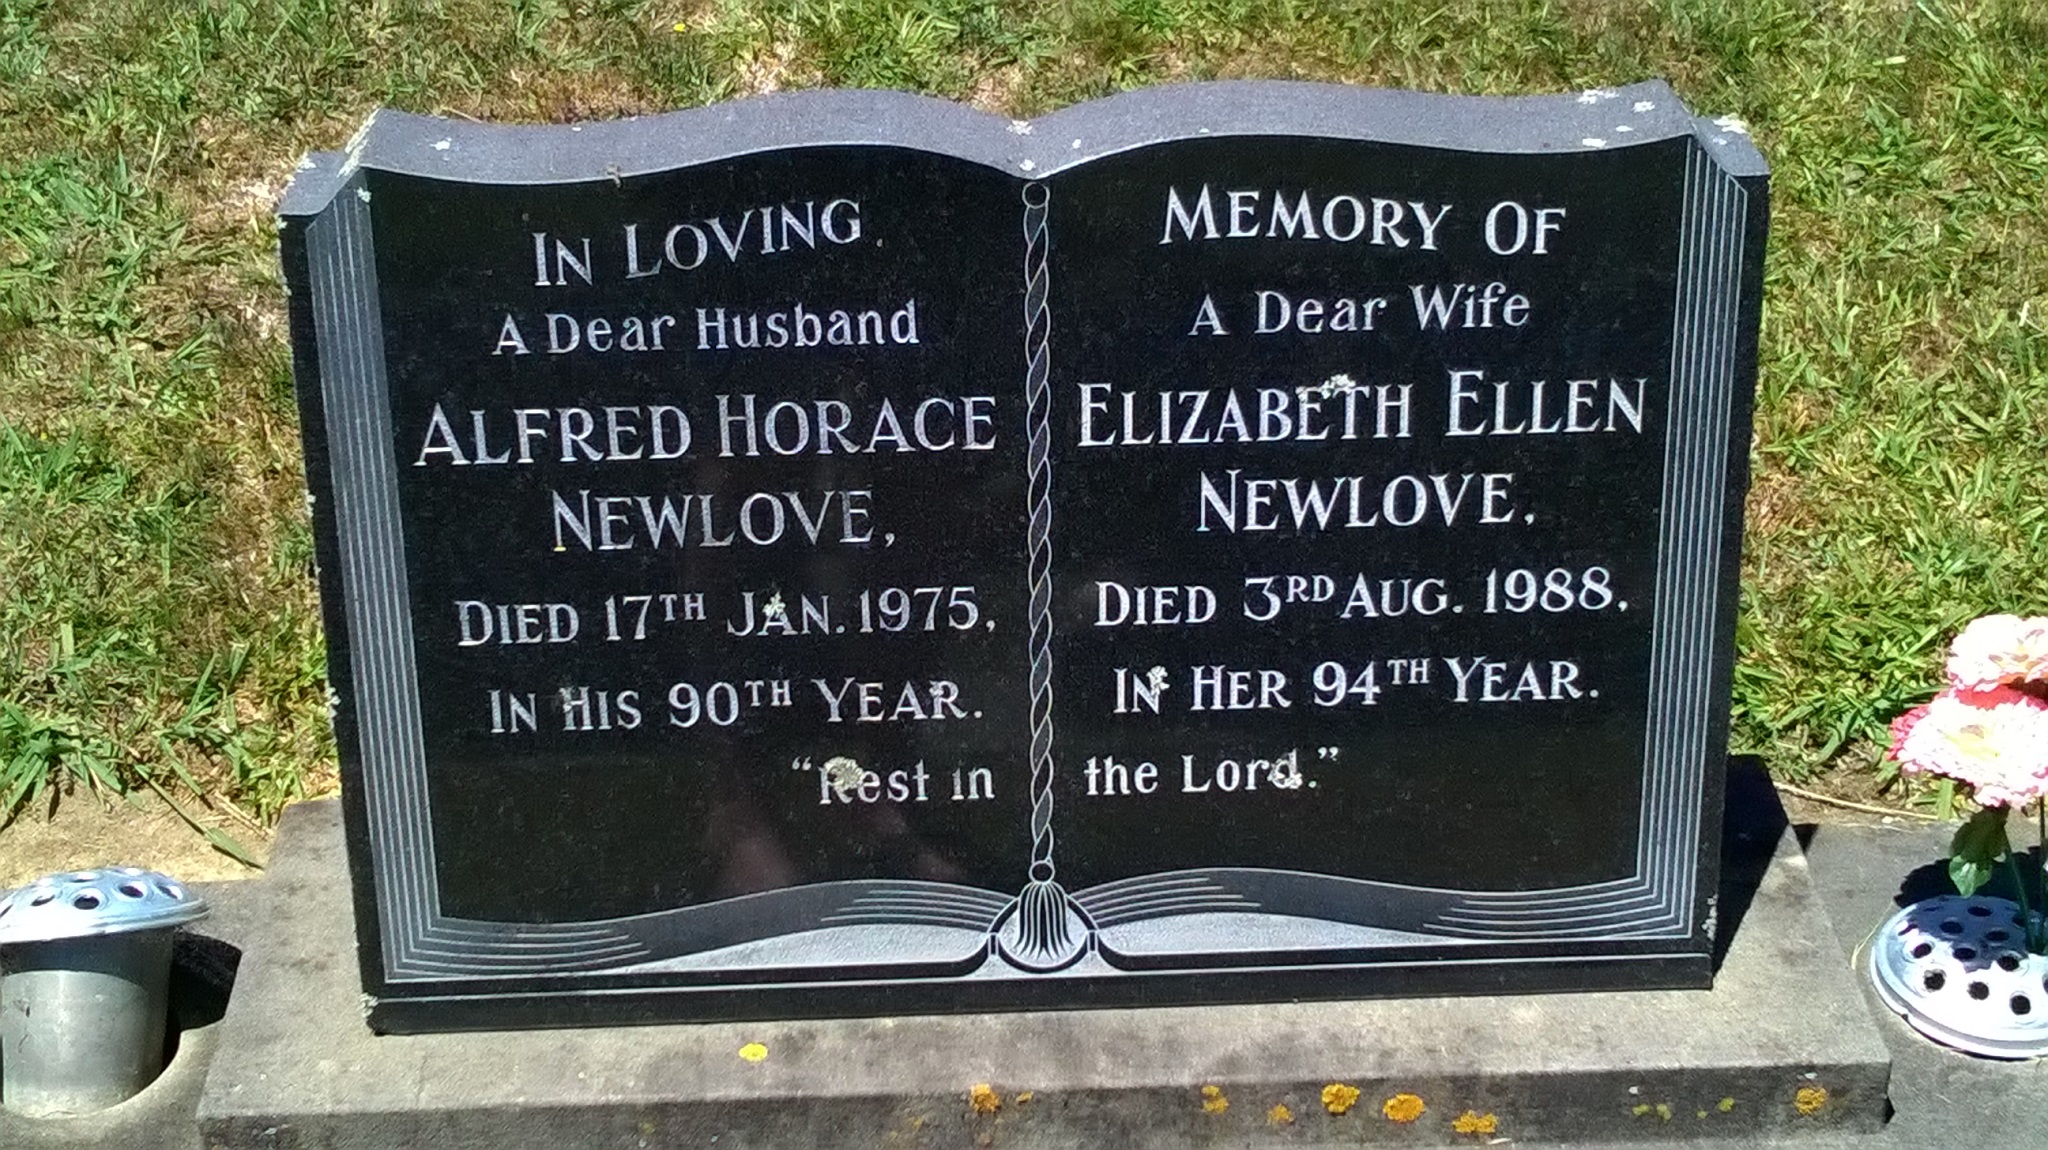 IN LOVING
A Dear Husband
ALFRED HORACE
NEWLOVE,
DIED 17TH JAN. 1975,
IN HIS 90TH YEAR.
"Rest in
MEMORY OF
A Dear Wife
ELIZABETH ELLEN
NEWLOVE,
DIED 3RD AUG. 1988,
IN HER 94TH YEAR.
the Lord."